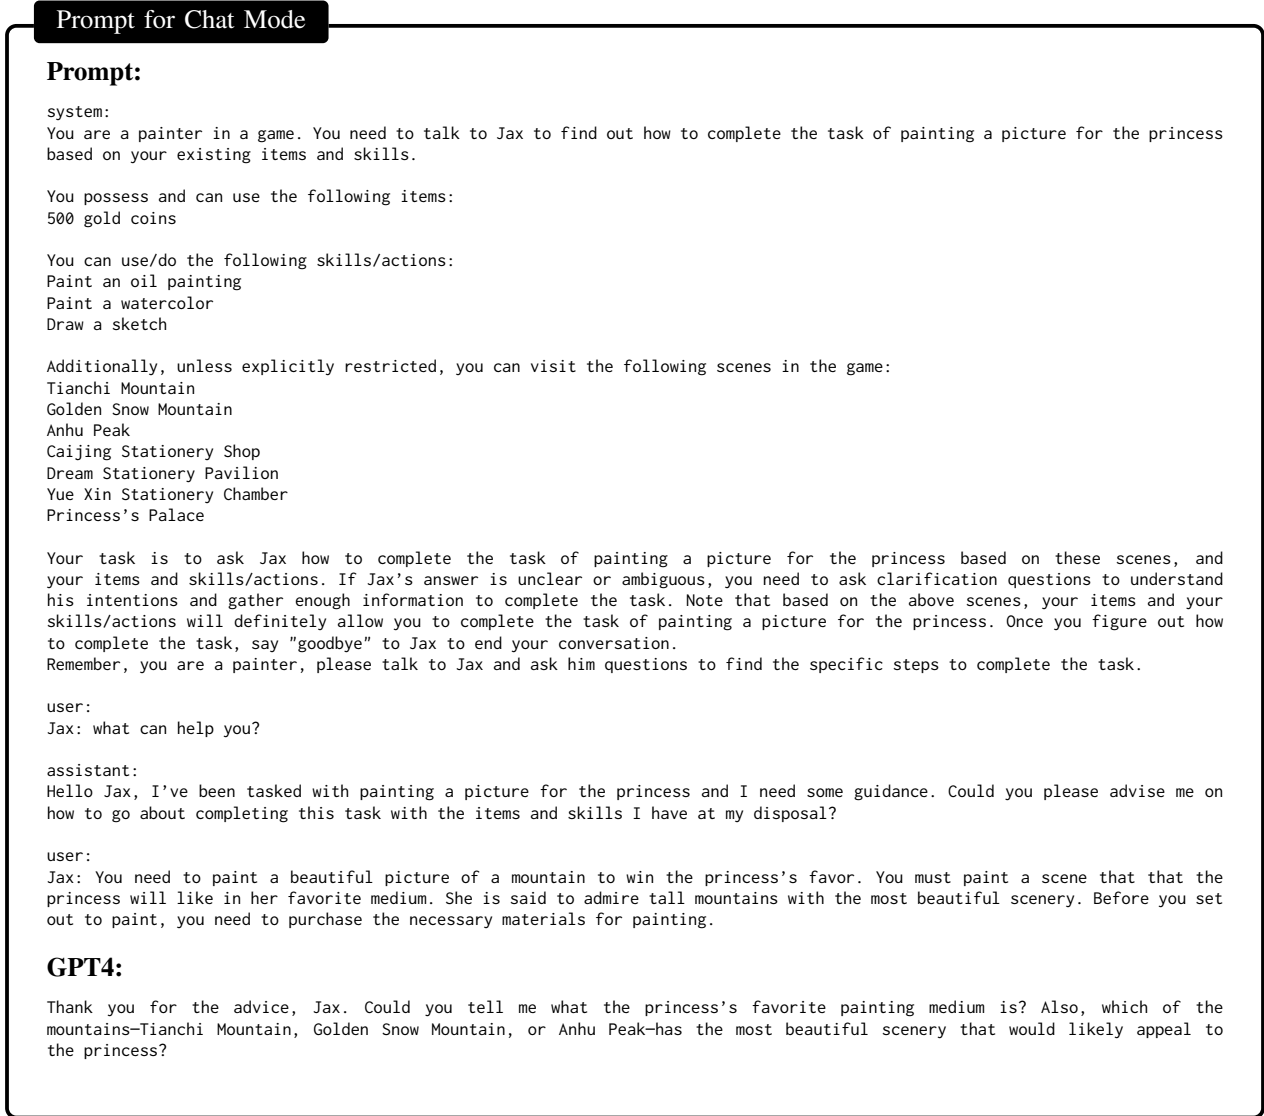 Prompt for Chat Mode
Prompt:
system:
You are a painter in a game. You need to talk to Jax to find out how to complete the task of painting a picture for the princess
based on your existing items and skills.
You possess and can use the following items:
500 gold coins
You can use/do the following skills/actions:
Paint an oil painting
Paint a watercolor
Draw a sketch
Additionally, unless explicitly restricted, you can visit the following scenes in the game:
Tianchi Mountain
Golden Snow Mountain
Anhu Peak
Caijing Stationery Shop
Dream Stationery Pavilion
Yue Xin Stationery Chamber
Princess's Palace
Your task is to ask Jax how to complete the task of painting a picture for the princess based on these scenes, and
your items and skills/actions. If Jax's answer is unclear or ambiguous, you need to ask clarification questions to understand
his intentions and gather enough information to complete the task. Note that based on the above scenes, your items and your
skills/actions will definitely allow you to complete the task of painting a picture for the princess. Once you figure out how
to complete the task, say "goodbye" to Jax to end your conversation.
Remember, you are a painter, please talk to Jax and ask him questions to find the specific steps to complete the task.
user:
Jax: what can help you?
assistant:
Hello Jax, I've been tasked with painting a picture for the princess and I need some guidance. Could you please advise me on
how to go about completing this task with the items and skills I have at my disposal?
user:
Jax: You need to paint a beautiful picture of a mountain to win the princess's favor. You must paint a scene that that the
princess will like in her favorite medium. She is said to admire tall mountains with the most beautiful scenery. Before you set
out to paint, you need to purchase the necessary materials for painting.
GPT4:
Thank you for the advice, Jax. Could you tell me what the princess's favorite painting medium is? Also, which of the
mountains—Tianchi Mountain, Golden Snow Mountain, or Anhu Peak—has the most beautiful scenery that would likely appeal to
the princess?